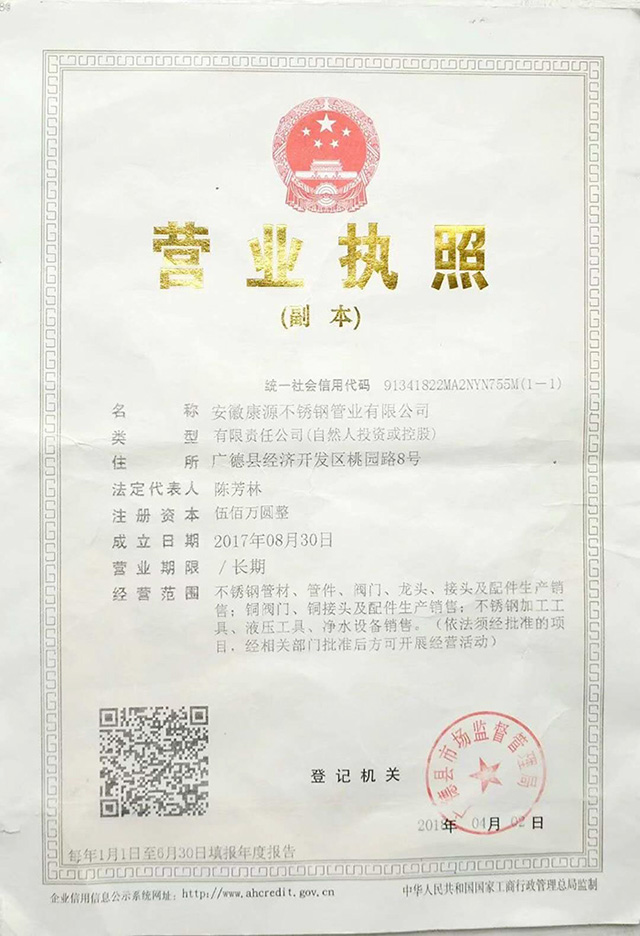 营业执照
(副本)
统一社会信用代码 91341822MA2NYN755M(1-1)
名称 安徽康源不锈钢管业有限公司
类型 有限责任公司(自然人投资或控股)
住所 广德县经济开发区桃园路8号
法定代表人 陈芳林
注册资本 伍佰万圆整
成立日期 2017年08月30日
营业期限 /长期
经营范围 不锈钢管材、管件、阀门、龙头、接头及配件生产销
售；铜阀门、铜接头及配件生产销售；不锈钢加工工
具、液压工具、净水设备销售。（依法须经批准的项
目，经相关部门批准后方可开展经营活动）
广德县市场监督管理局
登记机关
年 04月02日
每年1月1日至6月30日填报年度报告
企业信用信息公示系统网址：http://www.ahcredit.gov.cn
中华人民共和国国家工商行政管理总局监制